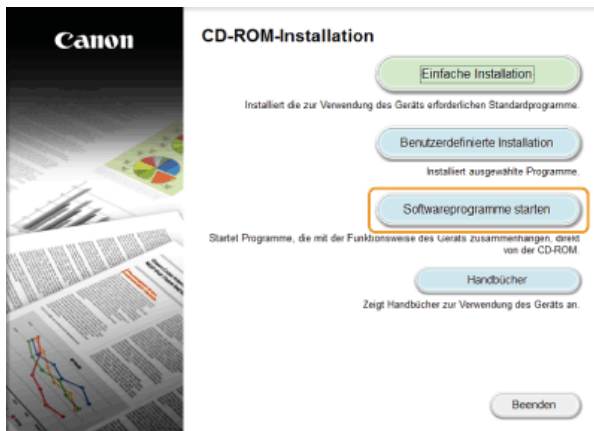 Canon
CD-ROM-Installation
Einfache Installation
Installiert die zur Verwendung des Geräts erforderlichen Standardprogramme.
Benutzerdefinierte Installation
Installiert ausgewählte Programme.
Softwareprogramme starten
Startet Programme, die mit der Funktionsweise des Geräts zusammenhängen, direkt
von der CD-ROM.
Handbücher
Zeigt Handbücher zur Verwendung des Geräts an.
Beenden